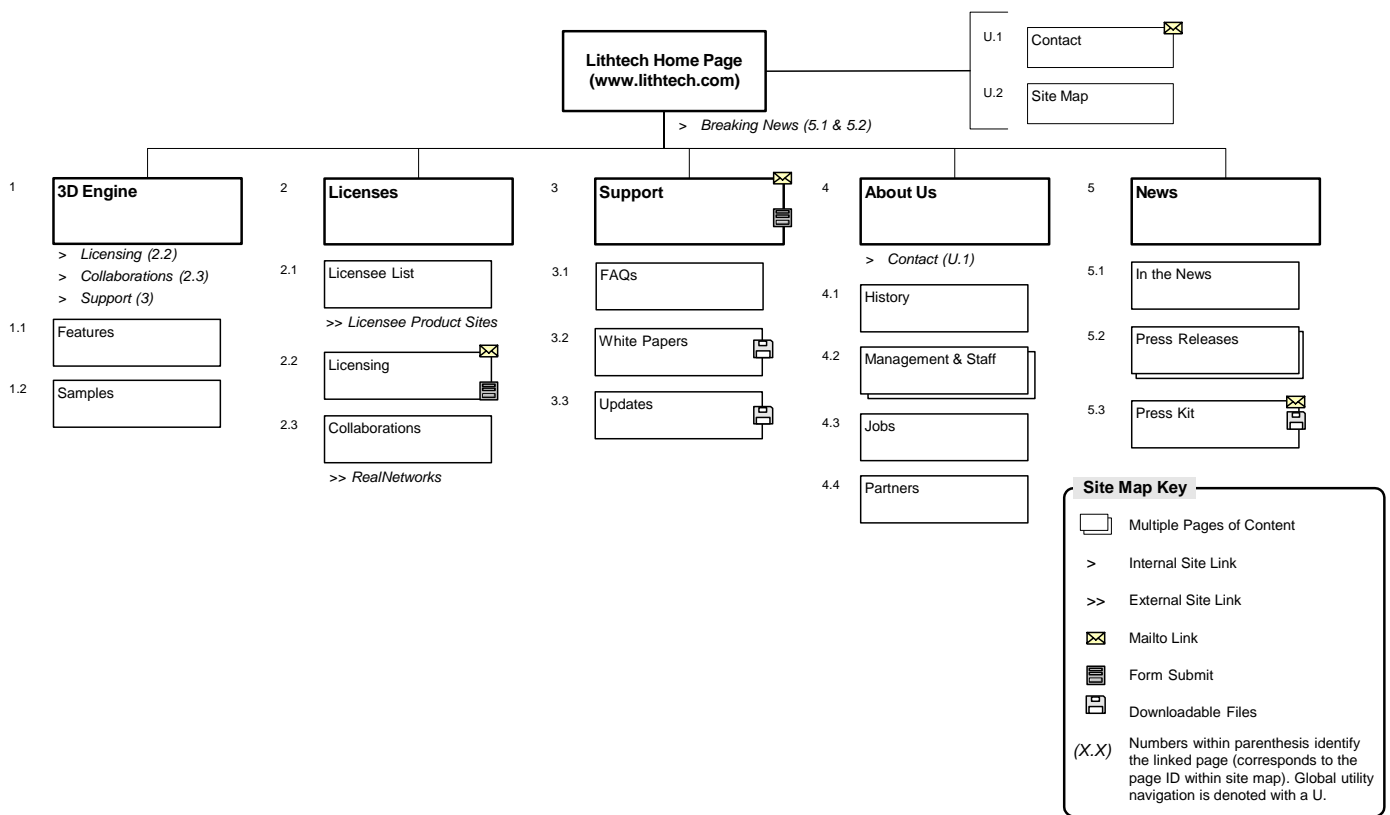 Lithtech Home Page
(www.lithtech.com)
> Breaking News (5.1 & 5.2)
U.1 Contact
U.2 Site Map
1 3D Engine
> Licensing (2.2)
> Collaborations (2.3)
> Support (3)
1.1 Features
1.2 Samples
2 Licenses
2.1 Licensee List
>> Licensee Product Sites
2.2 Licensing
2.3 Collaborations
>> RealNetworks
3 Support
3.1 FAQs
3.2 White Papers
3.3 Updates
4 About Us
> Contact (U.1)
4.1 History
4.2 Management & Staff
4.3 Jobs
4.4 Partners
5 News
5.1 In the News
5.2 Press Releases
5.3 Press Kit
Site Map Key
Multiple Pages of Content
> Internal Site Link
>> External Site Link
Mailto Link
Form Submit
Downloadable Files
(X.X) Numbers within parenthesis identify
the linked page (corresponds to the
page ID within site map). Global utility
navigation is denoted with a U.